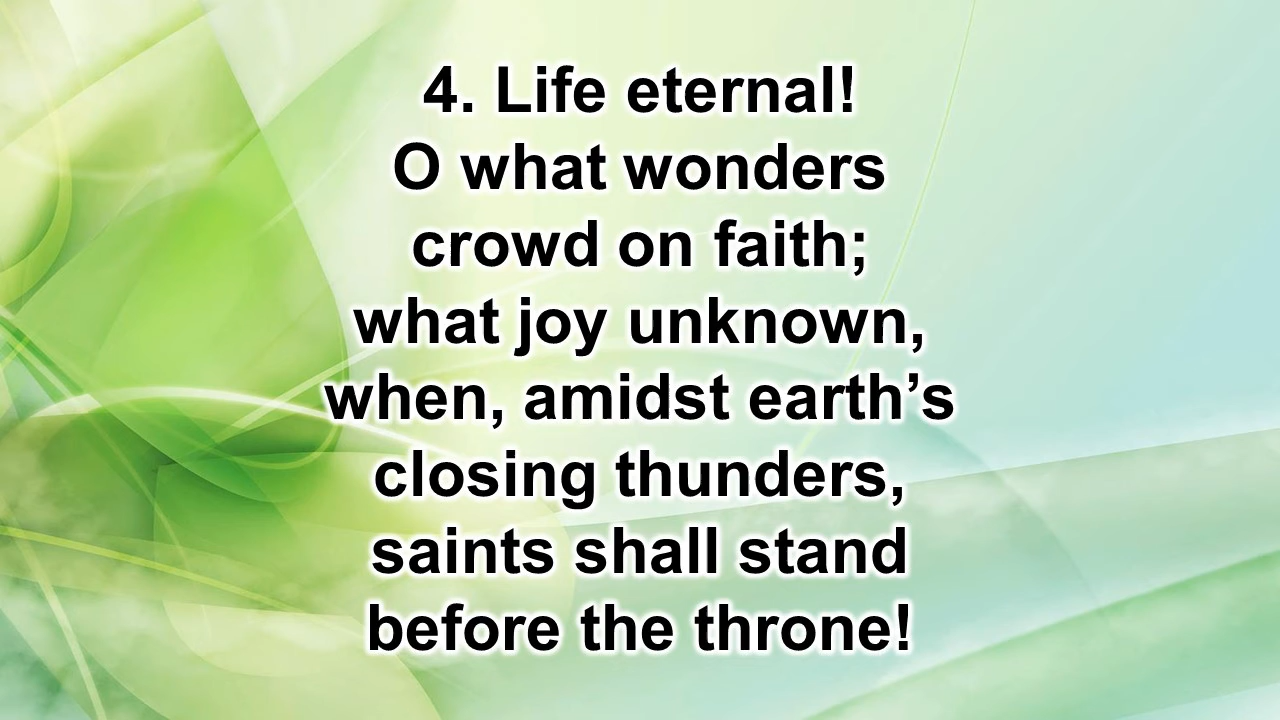 4. Life eternal!
O what wonders
crowd on faith;
what joy unknown,
when, amidst earth’s
closing thunders,
saints shall stand
before the throne!